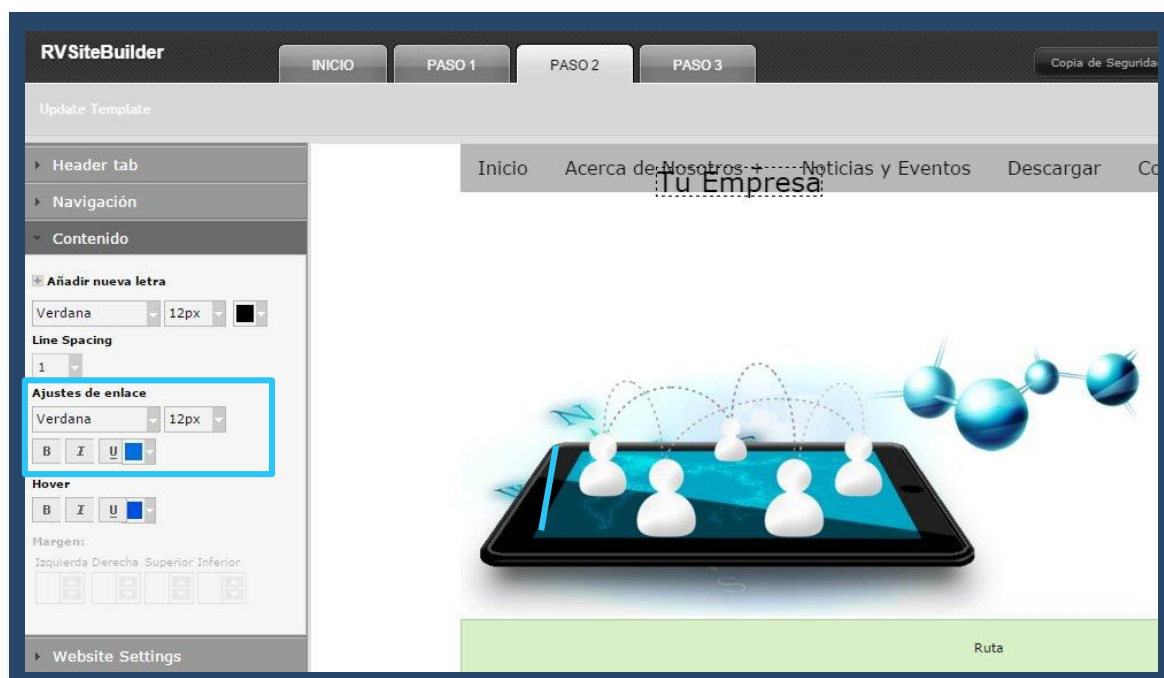 RVSiteBuilder
INICIO
PASO 1
PASO 2
PASO 3
Copia de Segurida
Update Template
Header tab
Navigación
Contenido
Añadir nueva letra
Verdana 12px
Line Spacing
1
Ajustes de enlace
Verdana 12px
B I U
Hover
B I U
Margen:
Izquierda Derecha Superior Inferior
Website Settings
Inicio Acerca de Nosotros + Noticias y Eventos Descargar Co
Tu Empresa
N
S
Ruta